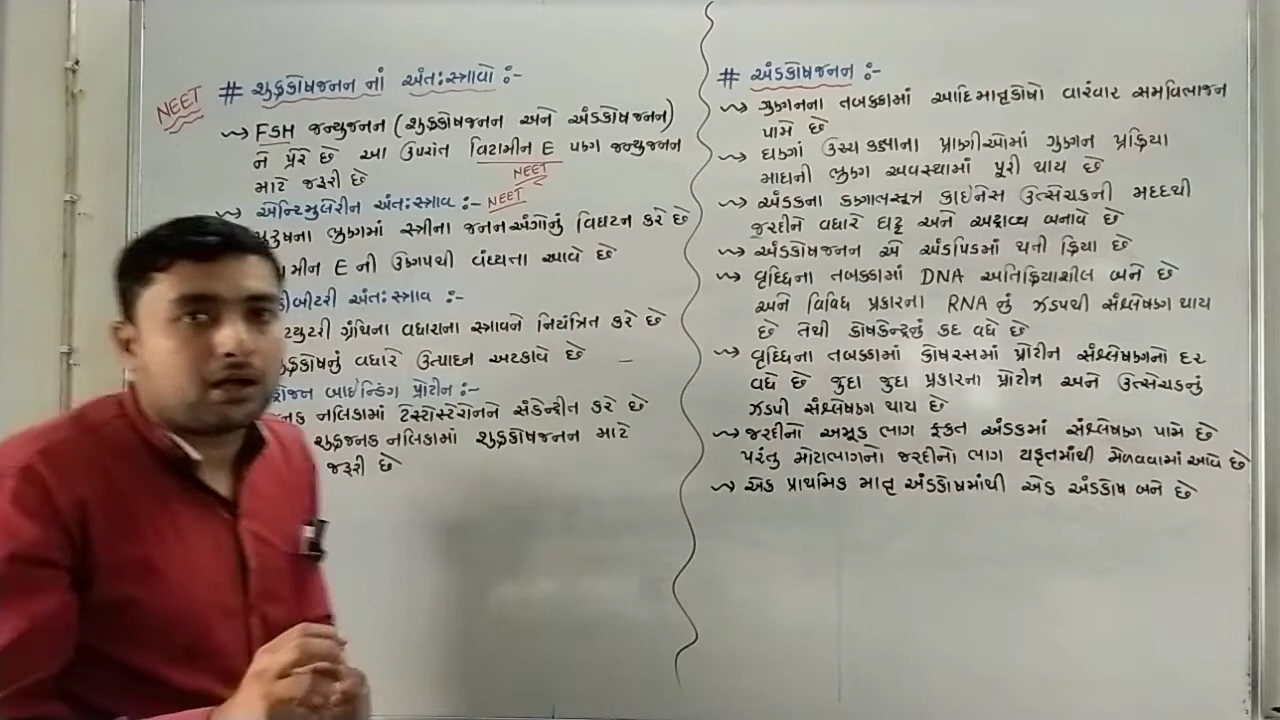 NEET
# શુક્રકોષજનન નાં અંતઃસ્ત્રાવો :-
FSH જન્યુજનન (શુક્રકોષજનન અને અંડકોષજનન)
ને પ્રેરે છે આ ઉપરાંત વિટામીન E પણ જન્યુજનન
માટે જરૂરી છે
NEET
એન્ટિમુલેરીન અંતઃસ્ત્રાવ :- NEET
પુરુષના ભ્રુણમાં સ્ત્રીના જનનઅંગોનું વિઘટન કરે છે
મીન E ની ઉણપથી વંધ્યતા આવે છે
બીટરી અંતઃસ્ત્રાવ :-
ટ્યુટરી ગ્રંથિના વધારાના સ્ત્રાવને નિયંત્રિત કરે છે
શુક્રકોષનું વધારે ઉત્પાદન અટકાવે છે
રોજન બાઈન્ડિંગ પ્રોટીન :-
નક નલિકામાં ટેસ્ટોસ્ટેરોનને સંકેન્દ્રીત કરે છે
શુક્રજનક નલિકામાં શુક્રકોષજનન માટે
જરૂરી છે
# અંડકોષજનન :-
ગુણનના તબક્કામાં આદિમાતૃકોષો વારંવાર સમવિભાજન
પામે છે
ઘણાં ઉચ્ચ કક્ષાના પ્રાણીઓમાં ગુણન પ્રક્રિયા
માદાની ભ્રુણ અવસ્થામાં પૂરી થાય છે
અંડકના કણાભસૂત્ર કાઇનેસ ઉત્સેચકની મદદથી
જરદીને વધારે ઘટ્ટ અને અદ્રાવ્ય બનાવે છે
અંડકોષજનન એ અંડપિંડમાં થતી ક્રિયા છે
વૃધ્ધિના તબક્કામાં DNA અતિક્રિયાશીલ બને છે
અને વિવિધ પ્રકારના RNA નું ઝડપથી સંશ્લેષણ થાય
છે તેથી કોષકેન્દ્રનું કદ વધે છે
વૃધ્ધિના તબક્કામાં કોષરસમાં પ્રોટીન સંશ્લેષણનો દર
વધે છે જુદા જુદા પ્રકારના પ્રોટીન અને ઉત્સેચકનું
ઝડપી સંશ્લેષણ થાય છે
જરદીનો અમૂક ભાગ ફકત અંડકમાં સંશ્લેષણ પામે છે
પરંતુ મોટાભાગનો જરદીનો ભાગ યકૃતમાંથી મેળવવામાં આવે છે
એક પ્રાથમિક માતૃ અંડકોષમાંથી એક અંડકોષ બને છે